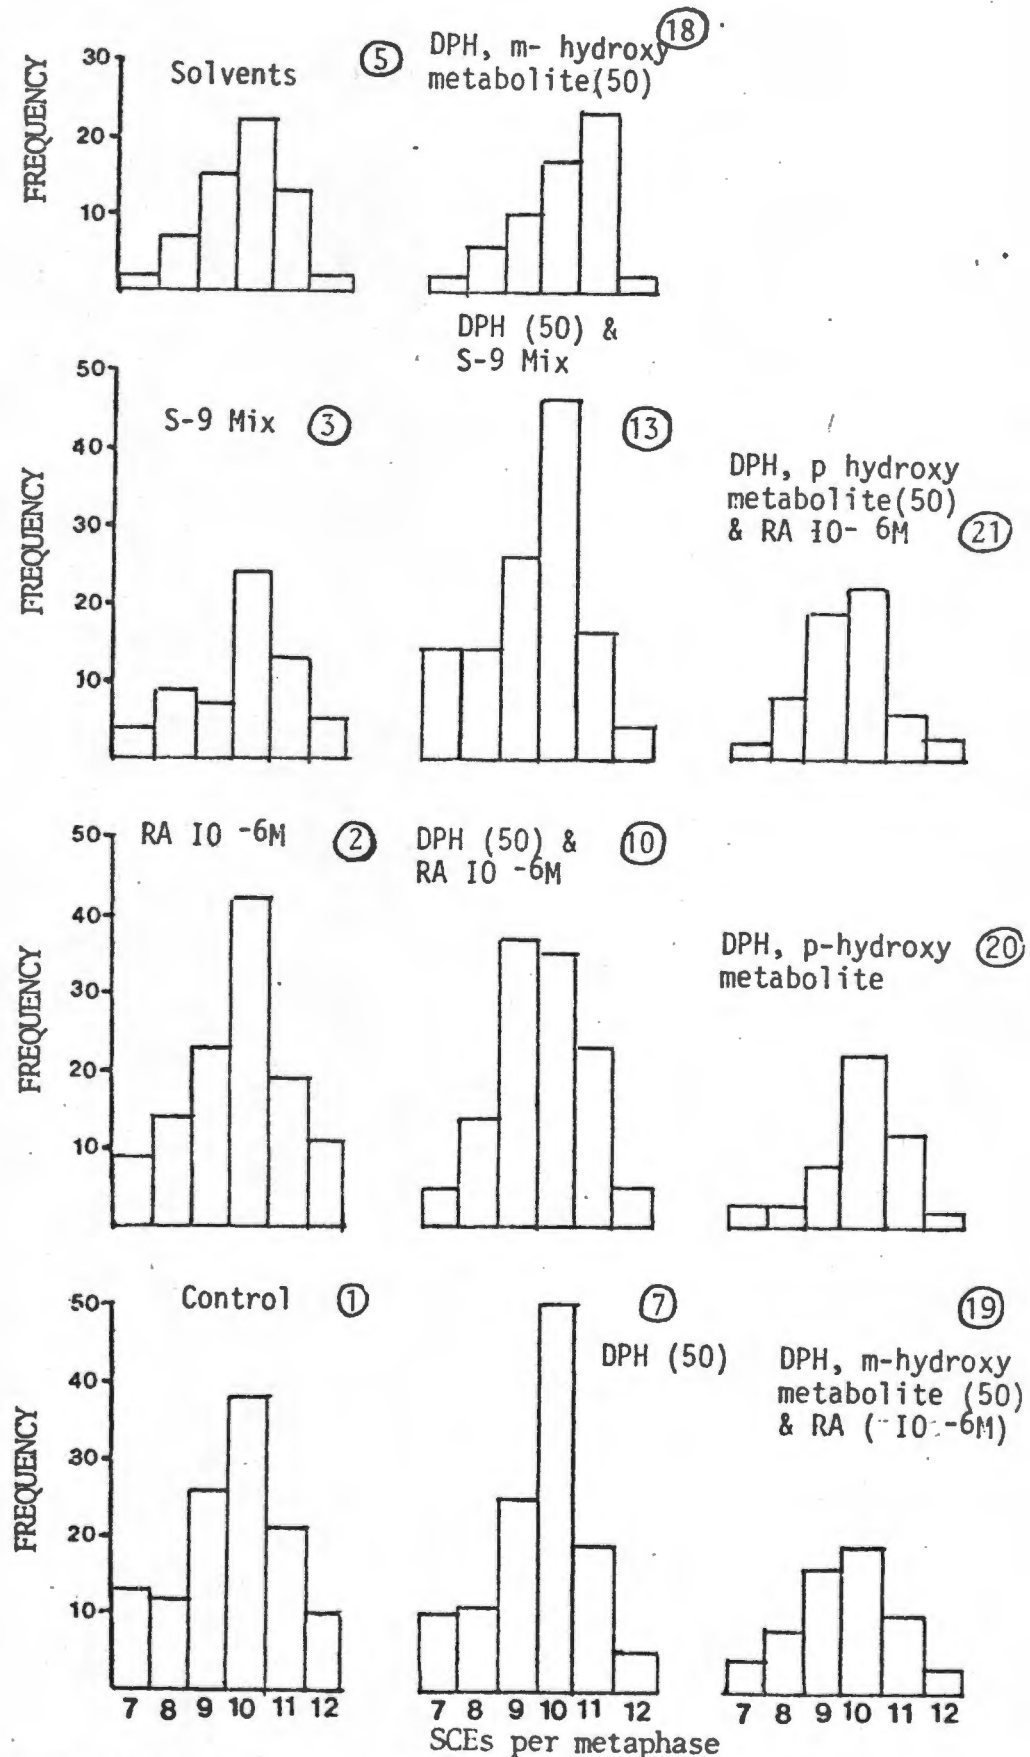 FREQUENCY
30
20
10
Solvents
5
DPH, m- hydroxy
metabolite(50)
18
FREQUENCY
50
40
30
20
10
S-9 Mix
3
DPH (50) &
S-9 Mix
13
DPH, p hydroxy
metabolite(50)
& RA IO- 6M
21
FREQUENCY
50
40
30
20
10
RA IO -6M
2
DPH (50) &
RA IO -6M
10
DPH, p-hydroxy
metabolite
20
FREQUENCY
50
40
30
20
10
Control
1
7
DPH (50)
19
DPH, m-hydroxy
metabolite (50)
& RA ( IO -6M)
7 8 9 10 11 12
7 8 9 10 11 12
7 8 9 10 11 12
SCEs per metaphase